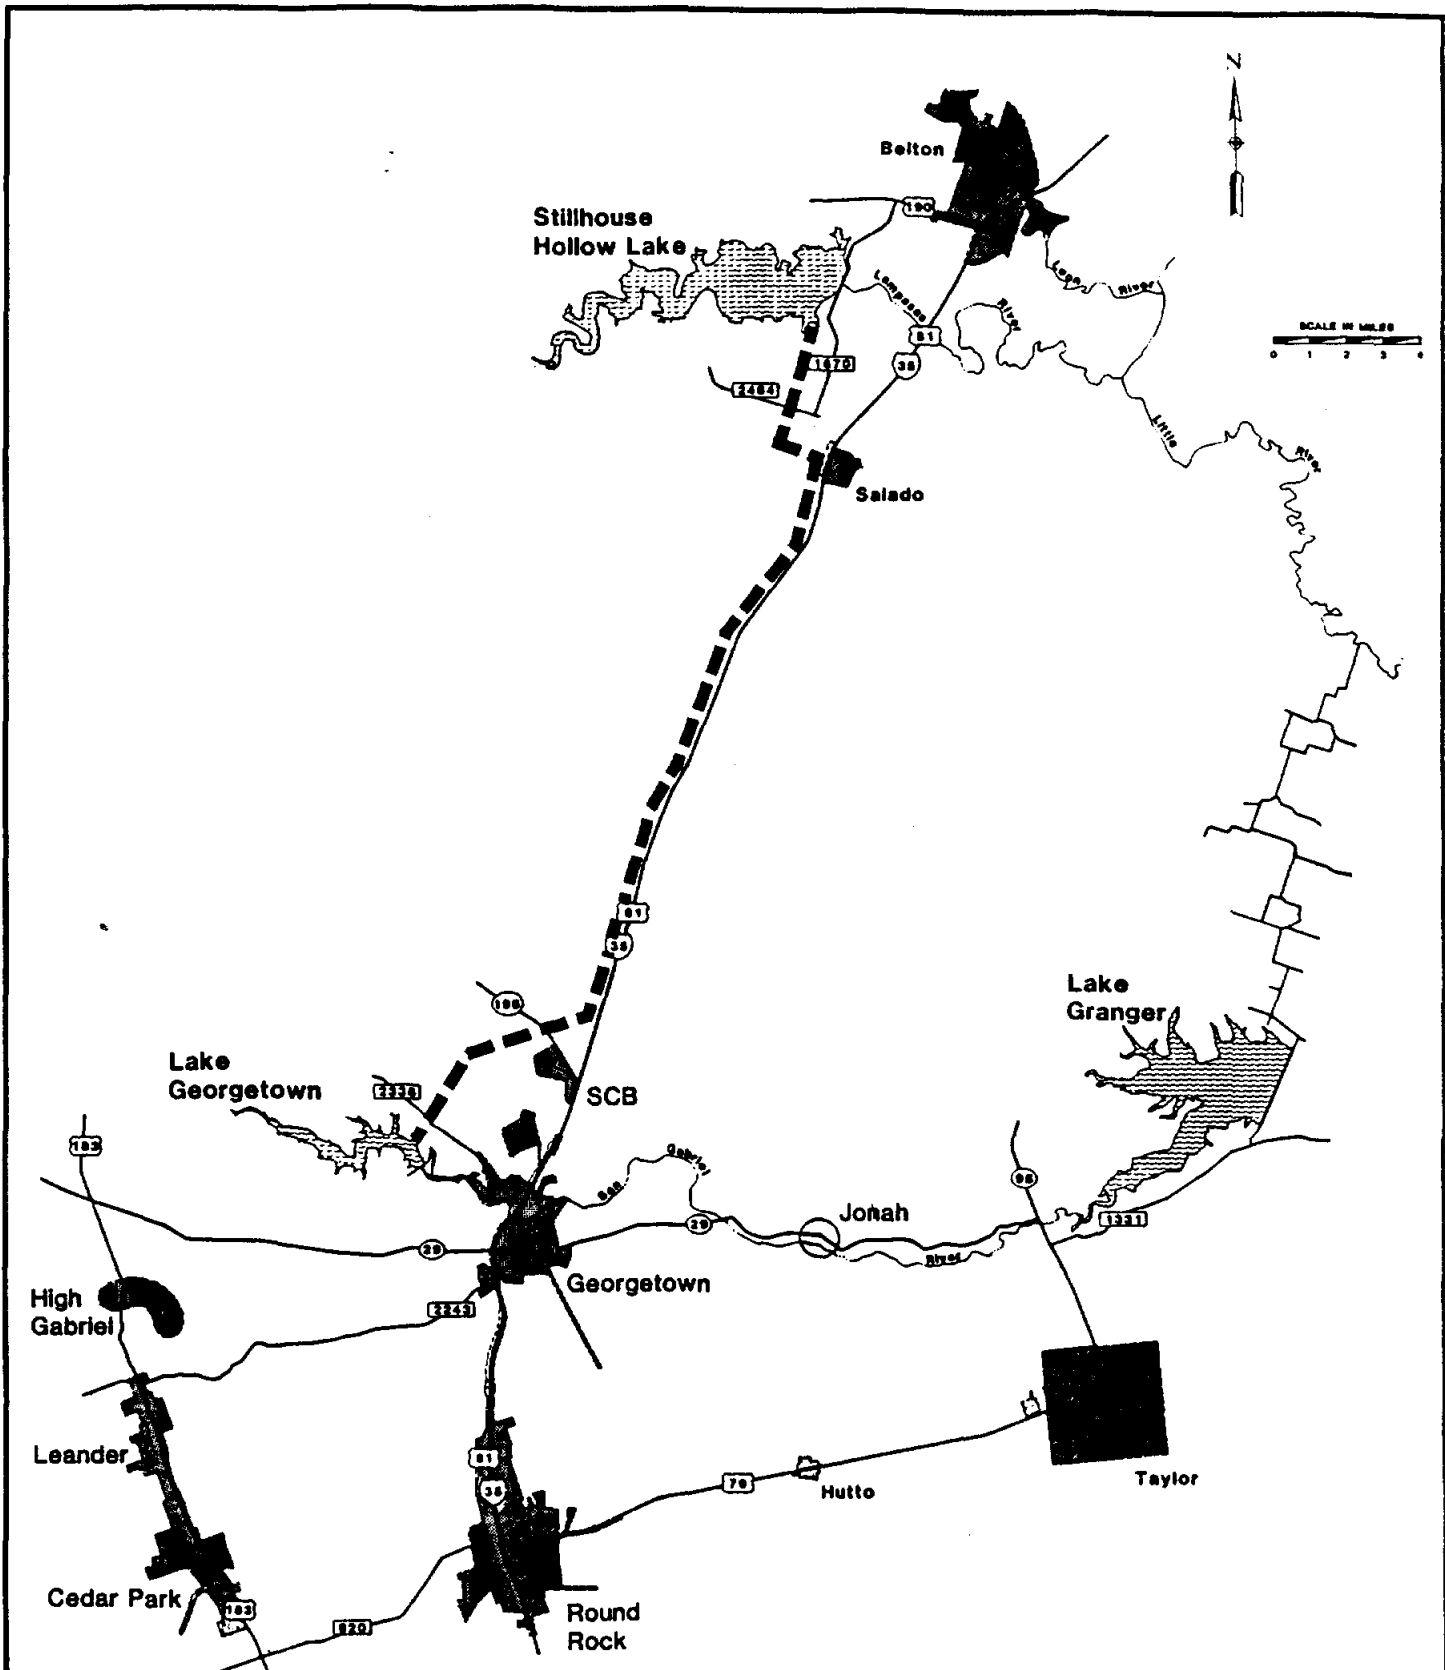 N
Belton
190
Stillhouse
Hollow Lake
Leon
River
Lampasas
River
81
35
SCALE IN MILES
0 1 2 3 4
1670
2484
Little
River
Salado
81
35
195
Lake
Granger
Lake
Georgetown
2338
SCB
183
San
Gabriel
95
29
Jonah
1331
29
River
Georgetown
High
Gabriel
2243
Leander
81
35
79
Hutto
Taylor
Cedar Park
183
620
Round
Rock